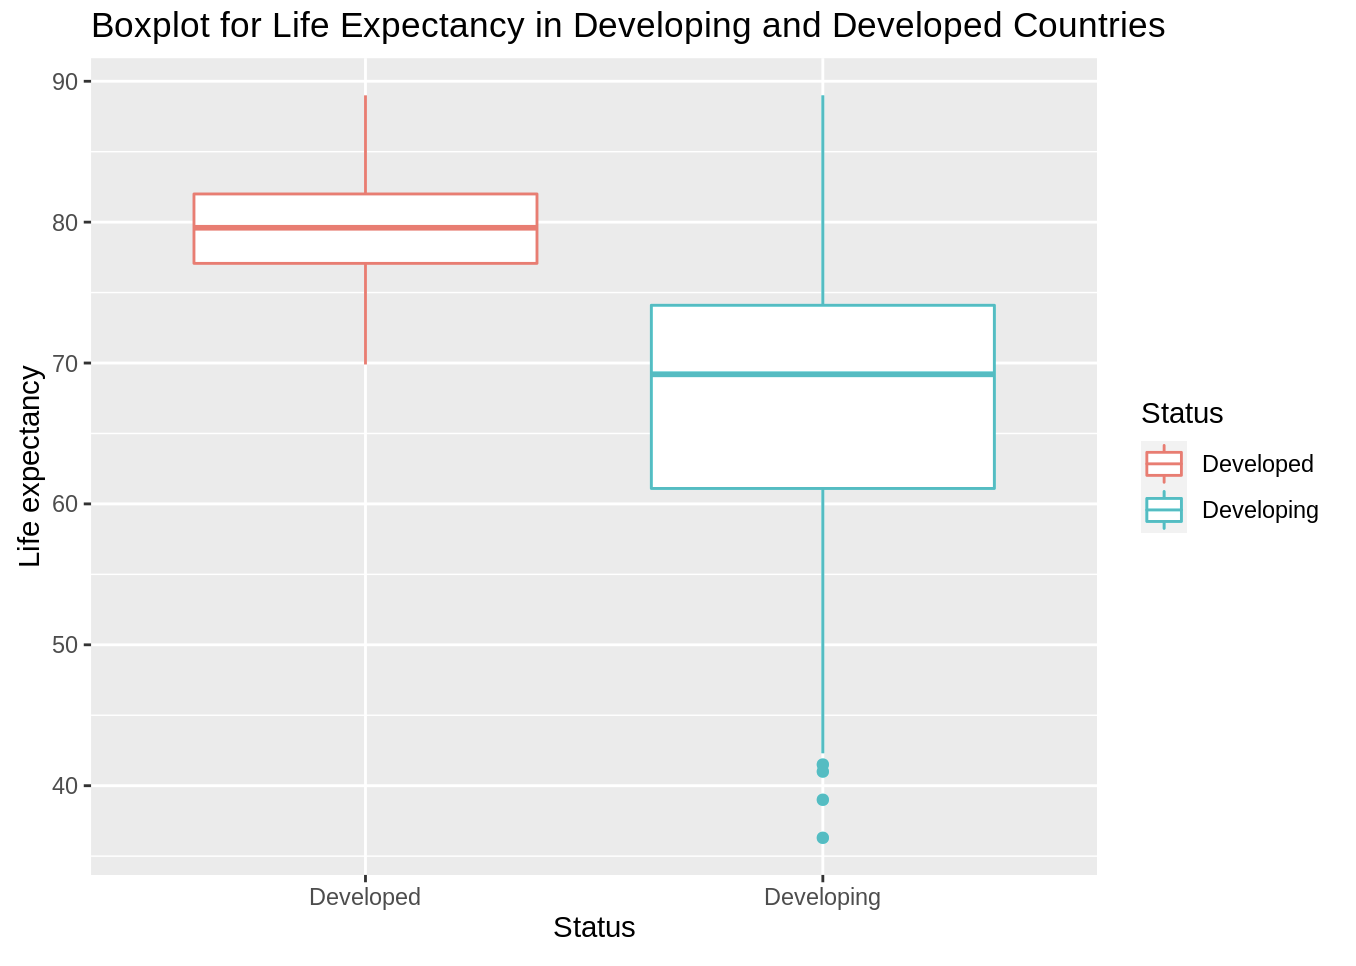 Boxplot for Life Expectancy in Developing and Developed Countries
90
80
70
60
50
40
Life expectancy
Developed
Developing
Status
Status
Developed
Developing